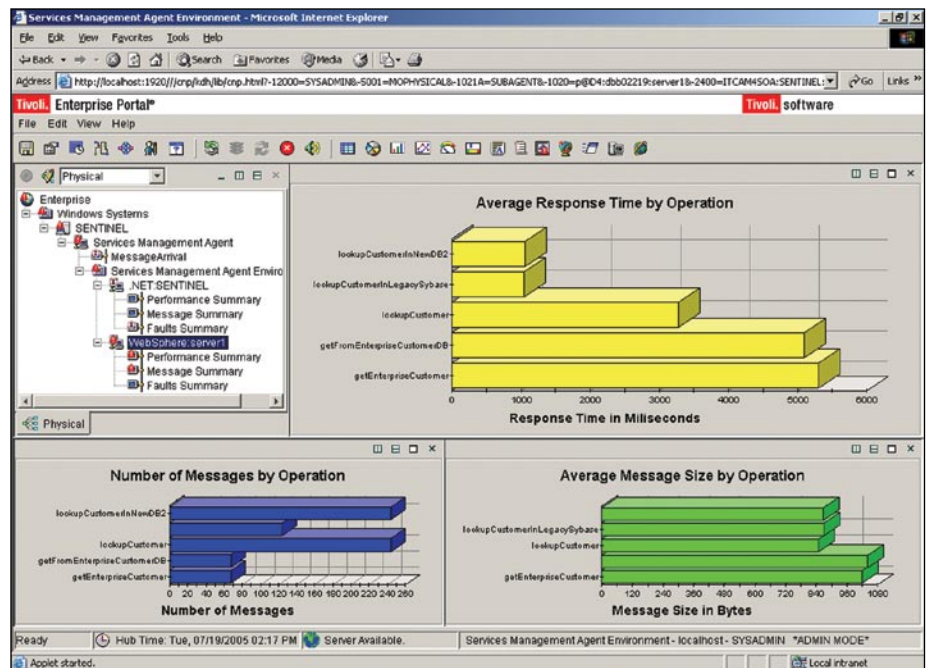 Services Management Agent Environment - Microsoft Internet Explorer
File Edit View Favorites Tools Help
Back Search Favorites Media
Address http://localhost:1920///cnp/kdh/lib/cnp.html?-12000=SYSADMIN&-5001=MOPHYSICAL&-1021A=SUBAGENT&-1020=p@D4:dbb02219:server1&-2400=ITCAM4SOA:SENTINEL: Go Links »
Tivoli. Enterprise Portal® Tivoli. software
File Edit View Help
Physical
Enterprise
Windows Systems
SENTINEL
Services Management Agent
MessageArrival
Services Management Agent Enviro
.NET:SENTINEL
Performance Summary
Message Summary
Faults Summary
WebSphere:server1
Performance Summary
Message Summary
Faults Summary
Physical
Average Response Time by Operation
lookupCustomerInNewDB2
lookupCustomerInLegacySybase
lookupCustomer
getFromEnterpriseCustomerDB
getEnterpriseCustomer
0 1000 2000 3000 4000 5000 6000
Response Time in Miliseconds
Number of Messages by Operation
lookupCustomerInNewDB2
lookupCustomer
getFromEnterpriseCustomerDB
getEnterpriseCustomer
0 20 40 60 80 100 120 140 160 180 200 220 240 260
Number of Messages
Average Message Size by Operation
lookupCustomerInLegacySybase
lookupCustomer
getEnterpriseCustomer
0 120 240 360 480 600 720 840 960 1080
Message Size in Bytes
Ready Hub Time: Tue, 07/19/2005 02:17 PM Server Available. Services Management Agent Environment - localhost - SYSADMIN *ADMIN MODE*
Applet started. Local intranet